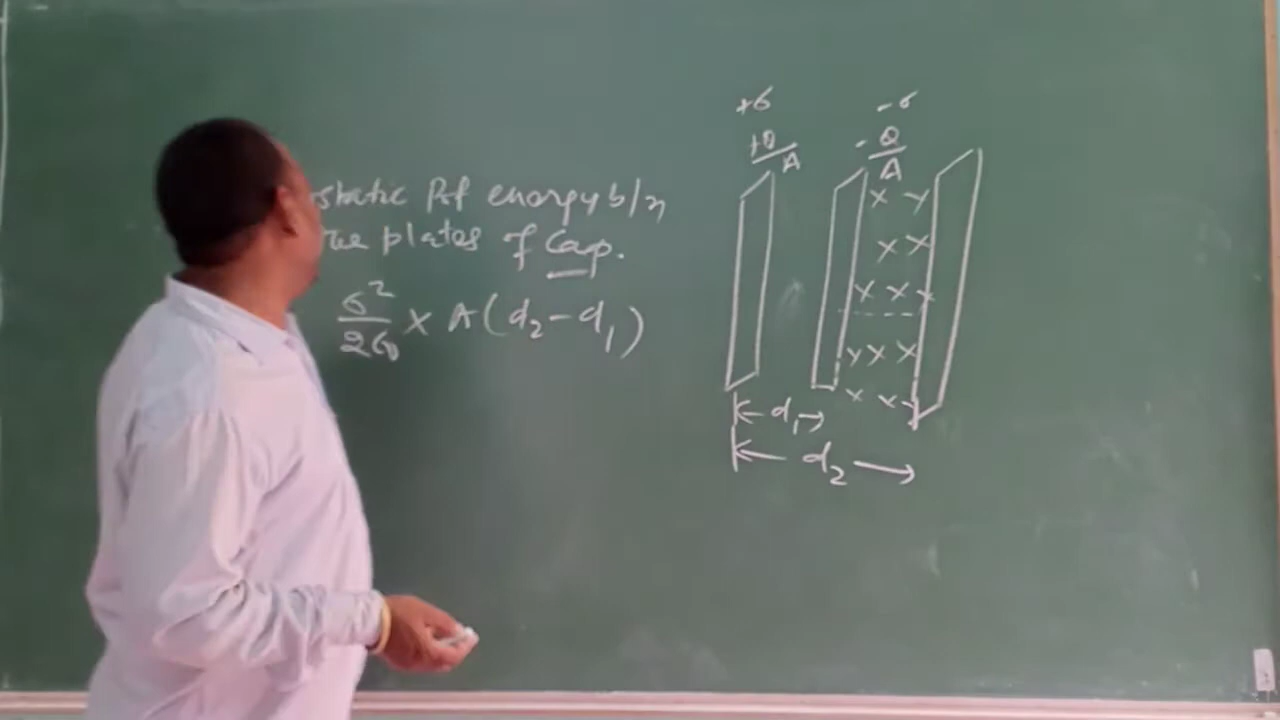 static Pot energy b/n
the plates of Cap.
σ²/2ε₀ × A(d₂-d₁)
+σ
+Q/A
-σ
-Q/A
d₁
d₂